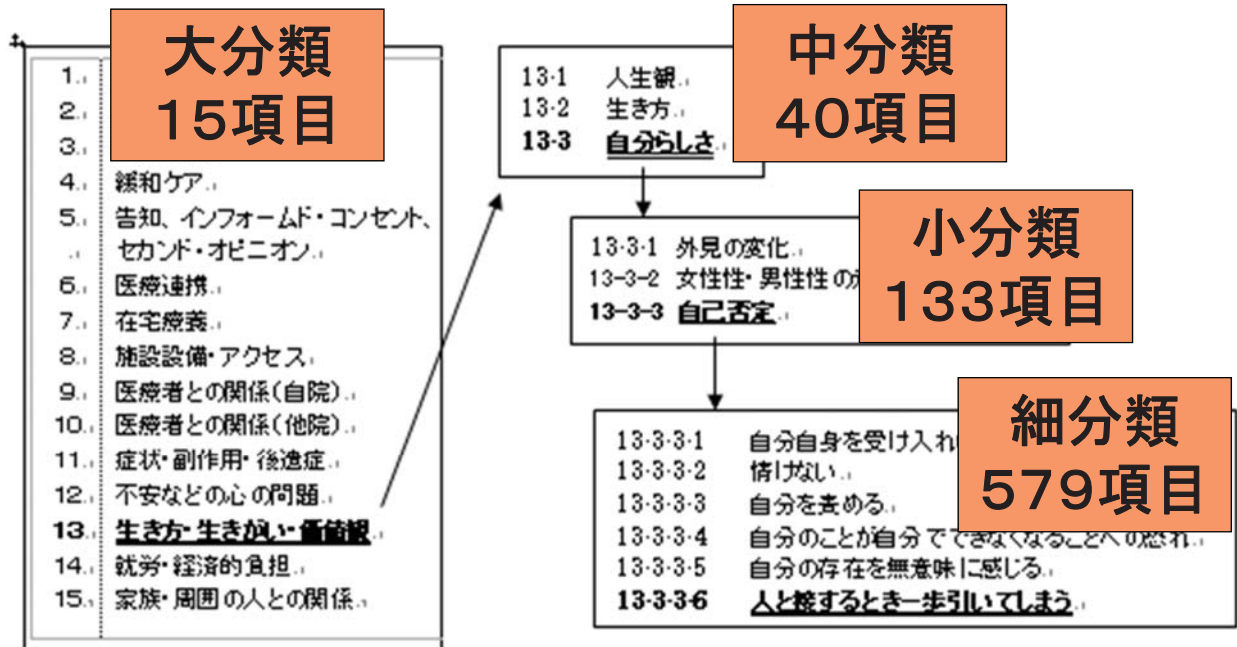 大分類
15項目
1.
2.
3.
4. 緩和ケア
5. 告知、インフォームド・コンセント、
セカンド・オピニオン
6. 医療連携
7. 在宅療養
8. 施設設備・アクセス
9. 医療者との関係(自院)
10. 医療者との関係(他院)
11. 症状・副作用・後遺症
12. 不安などの心の問題
13. 生き方・生きがい・価値観
14. 就労・経済的負担
15. 家族・周囲の人との関係
中分類
40項目
13-1 人生観
13-2 生き方
13-3 自分らしさ
小分類
133項目
13-3-1 外見の変化
13-3-2 女性性・男性性の
13-3-3 自己否定
細分類
579項目
13-3-3-1 自分自身を受け入れ
13-3-3-2 情けない
13-3-3-3 自分を責める
13-3-3-4 自分のことが自分でできなくなることへの恐れ
13-3-3-5 自分の存在を無意味に感じる
13-3-3-6 人と接するとき一歩引いてしまう